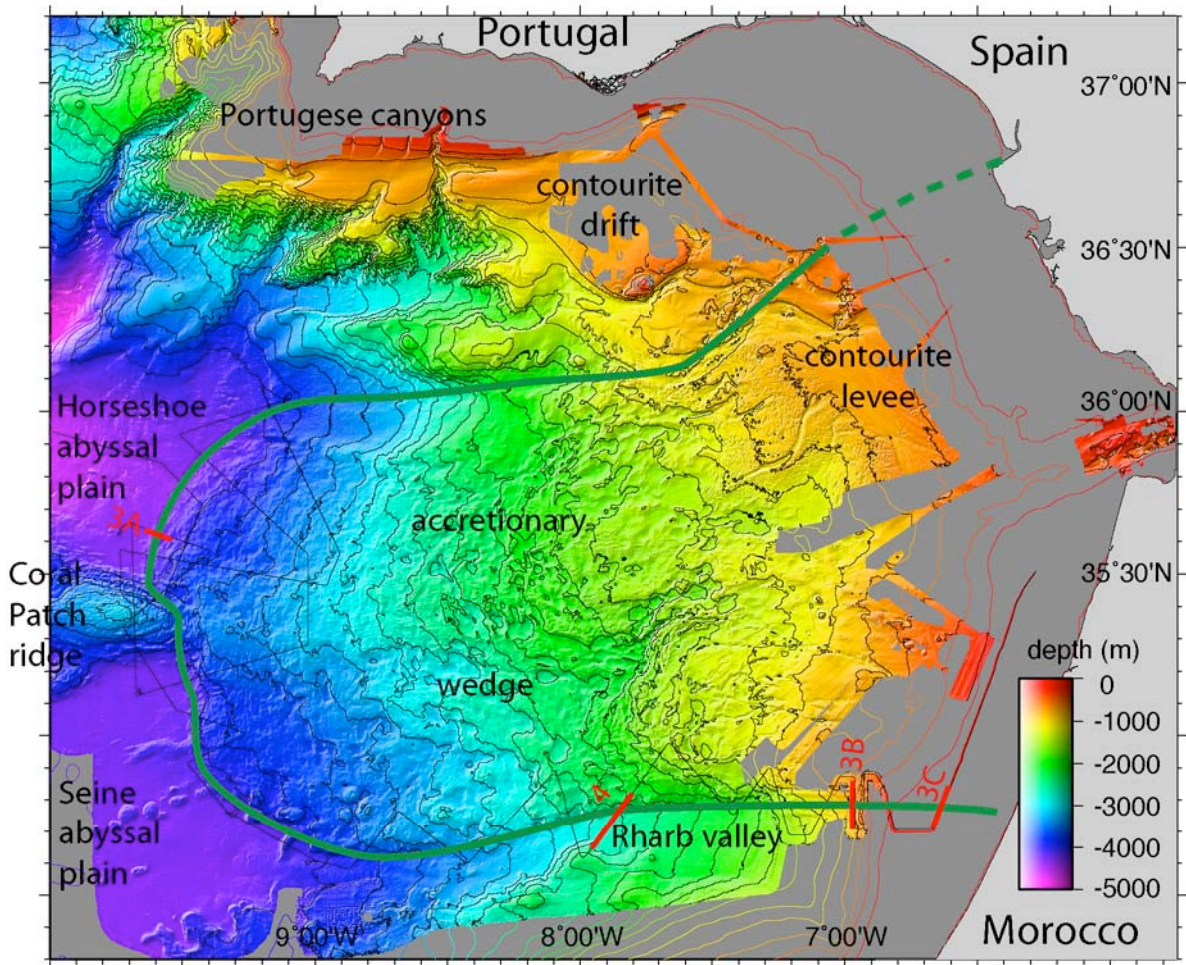 Portugal
Spain
37°00'N
Portugese canyons
contourite
drift
36°30'N
contourite
levee
Horseshoe
abyssal
plain
36°00'N
3A
accretionary
Coral
Patch
ridge
35°30'N
depth (m)
wedge
0
-1000
-2000
-3000
-4000
-5000
3B
3C
4
Seine
abyssal
plain
Rharb valley
9°00'W
8°00'W
7°00'W
Morocco